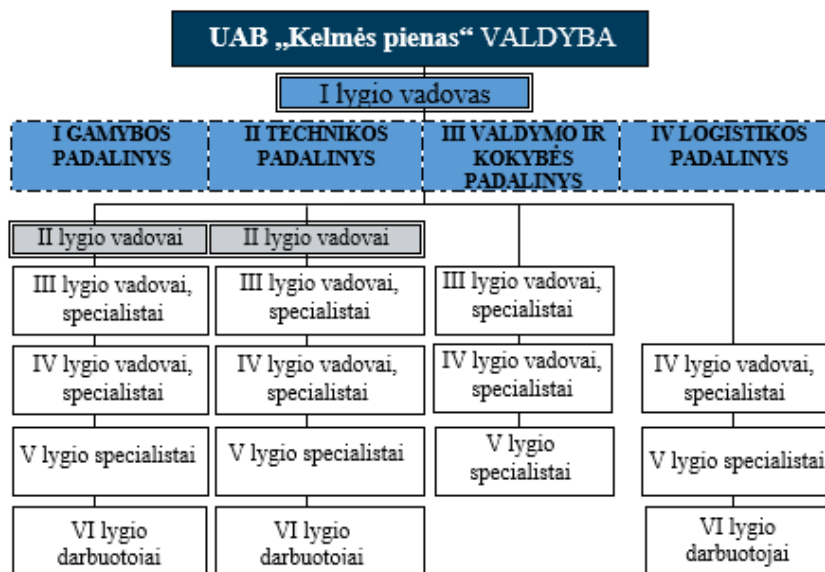 UAB „Kelmės pienas“ VALDYBA
I lygio vadovas
I GAMYBOS
PADALINYS
II TECHNIKOS
PADALINYS
III VALDYMO IR
KOKYBĖS
PADALINYS
IV LOGISTIKOS
PADALINYS
II lygio vadovai
II lygio vadovai
III lygio vadovai,
specialistai
III lygio vadovai,
specialistai
III lygio vadovai,
specialistai
IV lygio vadovai,
specialistai
IV lygio vadovai,
specialistai
IV lygio vadovai,
specialistai
IV lygio vadovai,
specialistai
V lygio specialistai
V lygio specialistai
V lygio
specialistai
V lygio specialistai
VI lygio
darbuotojai
VI lygio
darbuotojai
VI lygio
darbuotojai